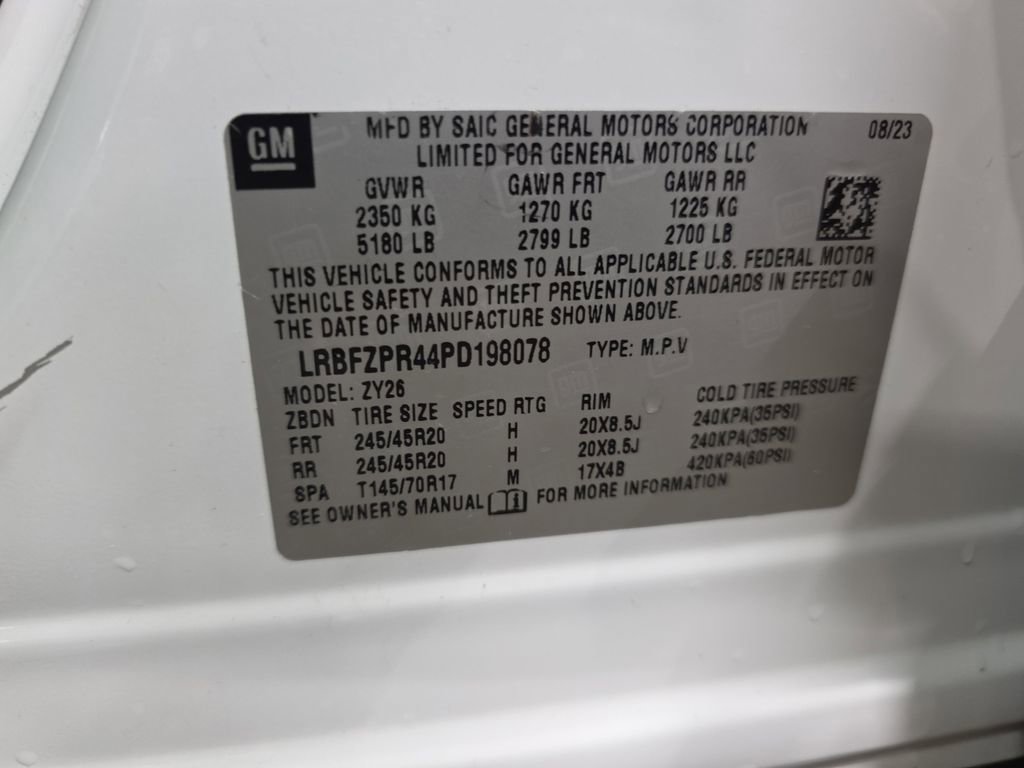 GM
MFD BY SAIC GENERAL MOTORS CORPORATION 08/23
LIMITED FOR GENERAL MOTORS LLC
GVWR GAWR FRT GAWR RR
2350 KG 1270 KG 1225 KG
5180 LB 2799 LB 2700 LB
THIS VEHICLE CONFORMS TO ALL APPLICABLE U.S. FEDERAL MOTOR
VEHICLE SAFETY AND THEFT PREVENTION STANDARDS IN EFFECT ON
THE DATE OF MANUFACTURE SHOWN ABOVE.
LRBFZPR44PD198078 TYPE: M.P.V
MODEL: ZY26
ZBDN TIRE SIZE SPEED RTG RIM COLD TIRE PRESSURE
FRT 245/45R20 H 20X8.5J 240KPA(35PSI)
RR 245/45R20 H 20X8.5J 240KPA(35PSI)
SPA T145/70R17 M 17X4B 420KPA(60PSI)
SEE OWNER'S MANUAL FOR MORE INFORMATION